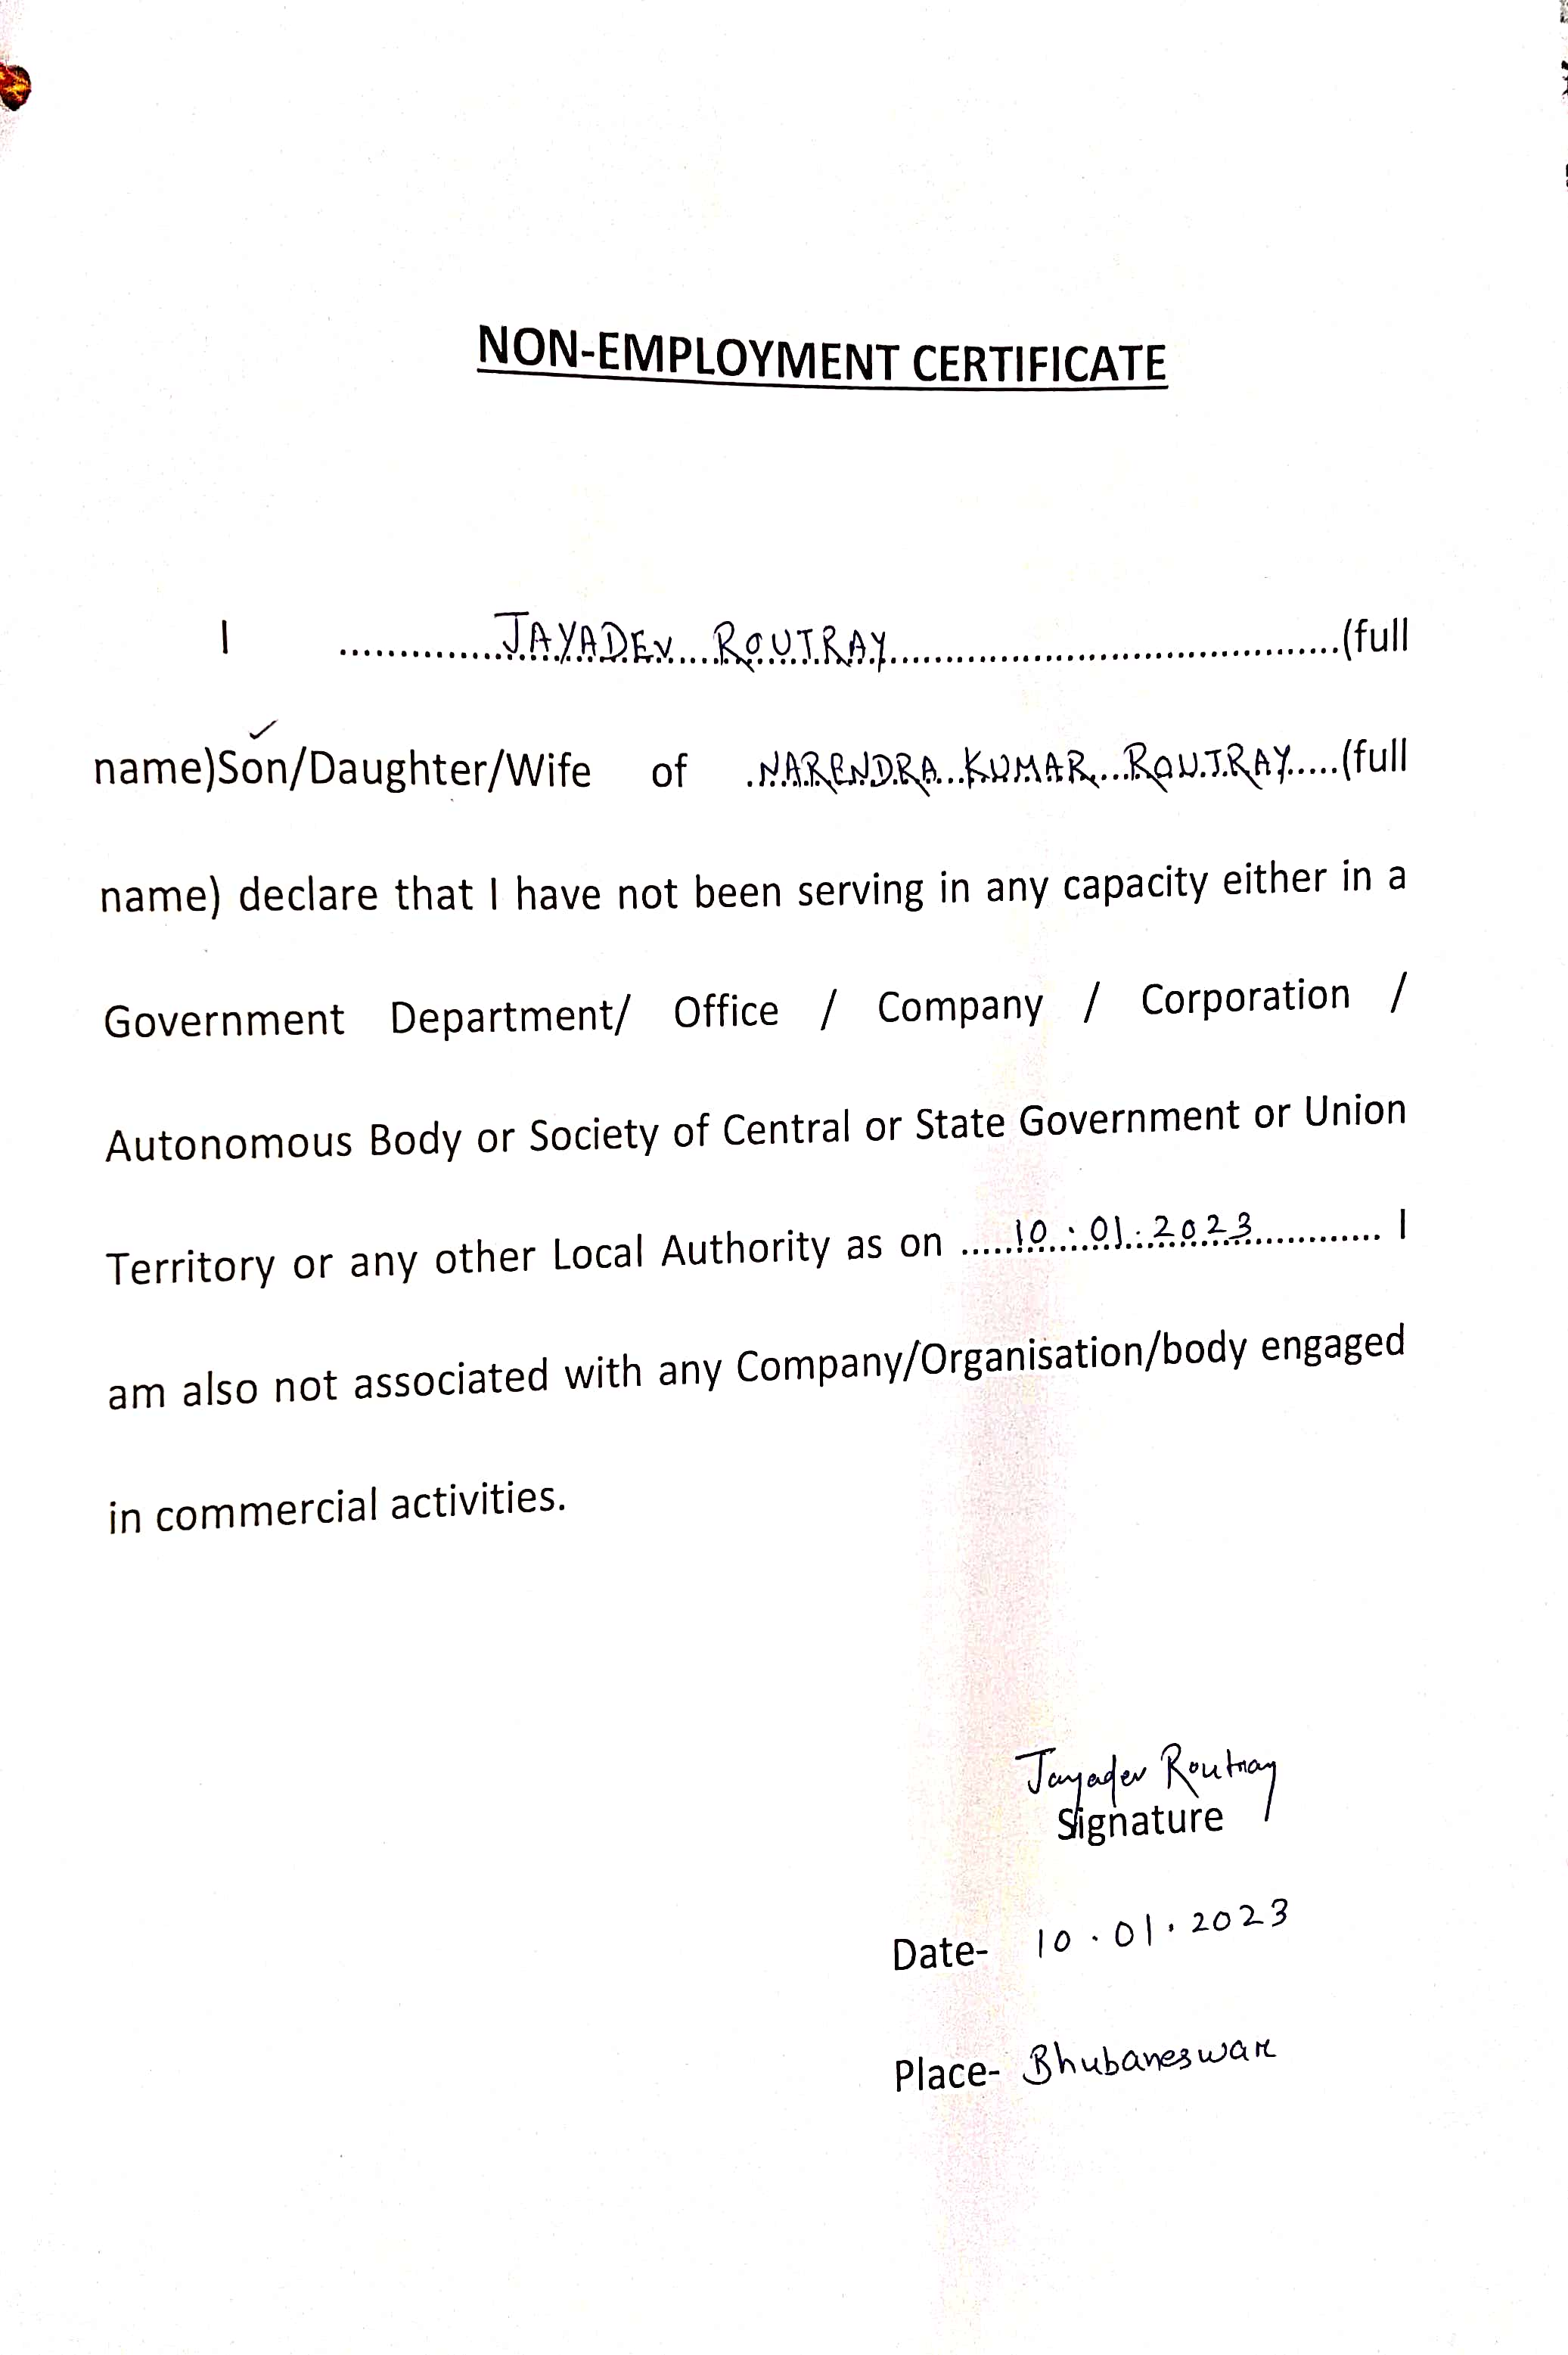 NON-EMPLOYMENT CERTIFICATE
I ..............JAYADEV ROUTRAY......................................(full
name)Son/Daughter/Wife of .NARENDRA KUMAR ROUTRAY.....(full
name) declare that I have not been serving in any capacity either in a
Government Department/ Office / Company / Corporation /
Autonomous Body or Society of Central or State Government or Union
Territory or any other Local Authority as on .....10.01.2023............ I
am also not associated with any Company/Organisation/body engaged
in commercial activities.
Jayadev Routray
Signature
Date- 10.01.2023
Place- Bhubaneswar